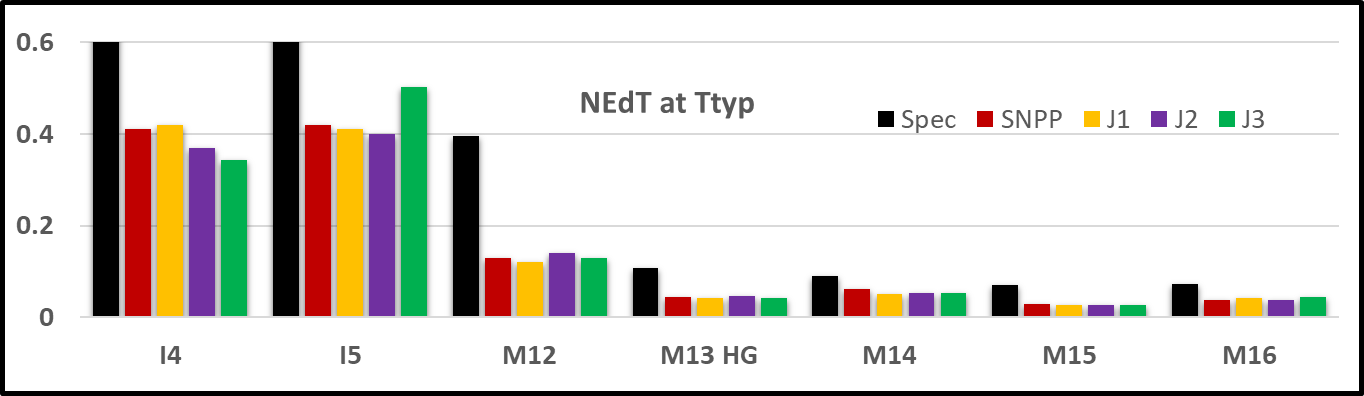 NEdT at Ttyp
Spec SNPP J1 J2 J3
0.6
0.4
0.2
0
I4 I5 M12 M13 HG M14 M15 M16